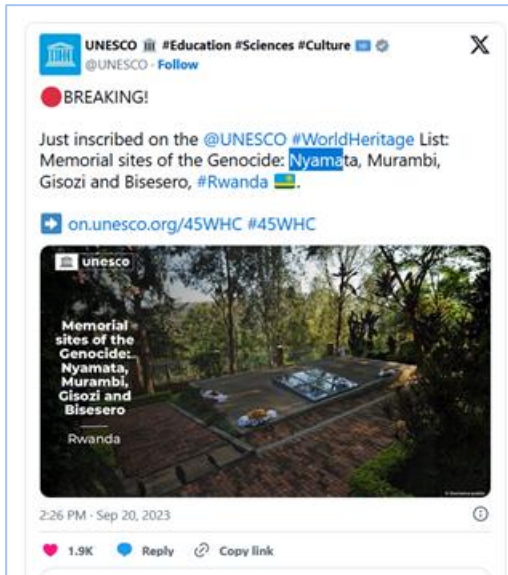 UNESCO 🏛️ #Education #Sciences #Culture 🇺🇳
@UNESCO · Follow
🔴BREAKING!
Just inscribed on the @UNESCO #WorldHeritage List:
Memorial sites of the Genocide: Nyamata, Murambi,
Gisozi and Bisesero, #Rwanda 🇷🇼.
➡️ on.unesco.org/45WHC #45WHC
unesco
Memorial
sites of the
Genocide:
Nyamata,
Murambi,
Gisozi and
Bisesero
Rwanda
2:26 PM · Sep 20, 2023
1.9K Reply Copy link